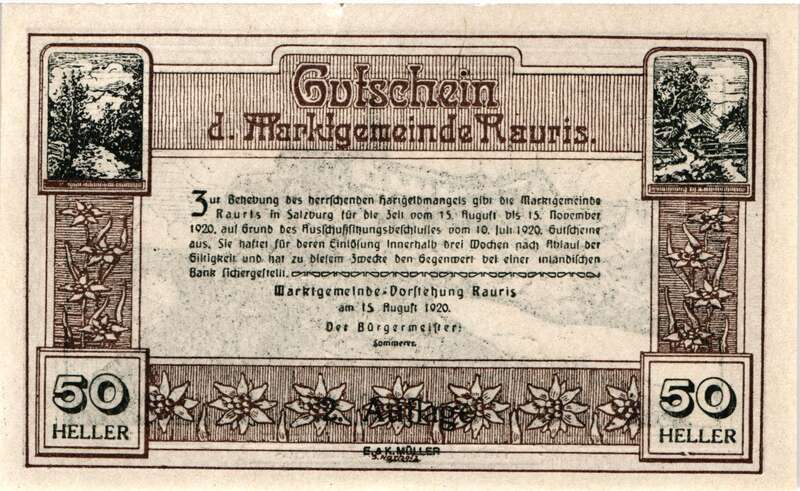 Gutschein
d. Marktgemeinde Rauris.
Zur Behebung des herrschenden Hartgeldmangels gibt die Marktgemeinde
Rauris in Salzburg für die Zeit vom 15. August bis 15. November
1920, auf Grund des Ausschußsitzungsbeschlusses vom 10. Juli 1920, Gutscheine
aus. Sie haftet für deren Einlösung innerhalb drei Wochen nach Ablauf der
Giltigkeit und hat zu diesem Zwecke den Gegenwert bei einer inländischen
Bank sichergestellt.
Marktgemeinde-Vorstehung Rauris
am 15. August 1920.
Der Bürgermeister:
Sommerer.
50
HELLER
2. Auflage
50
HELLER
E. & K. MÜLLER